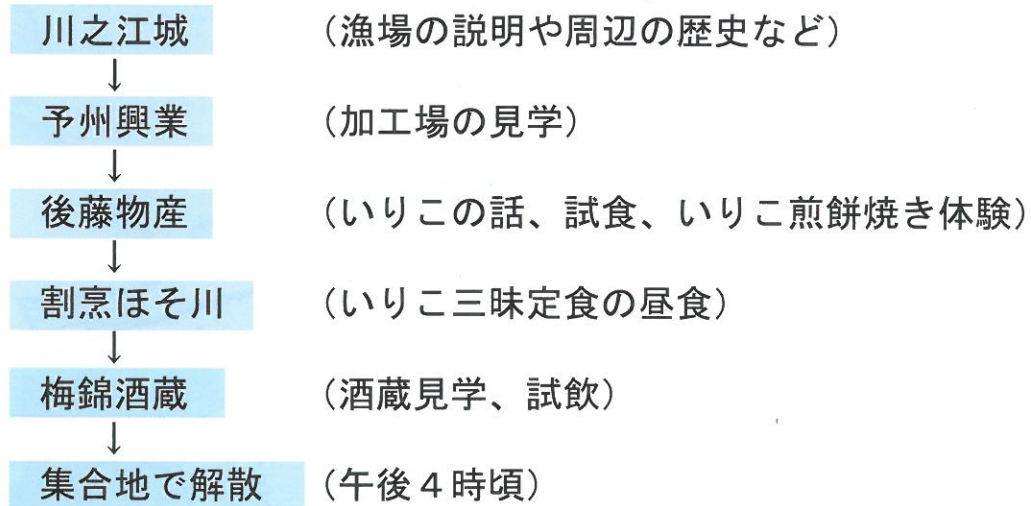 川之江城 (漁場の説明や周辺の歴史など)
↓
予州興業 (加工場の見学)
↓
後藤物産 (いりこの話、試食、いりこ煎餅焼き体験)
↓
割烹ほそ川 (いりこ三昧定食の昼食)
↓
梅錦酒蔵 (酒蔵見学、試飲)
↓
集合地で解散 (午後4時頃)